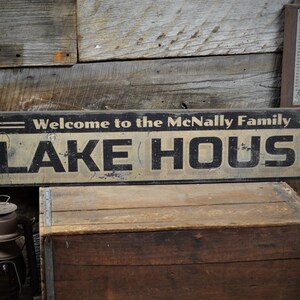 Welcome to the McNally Family
LAKE HOUS